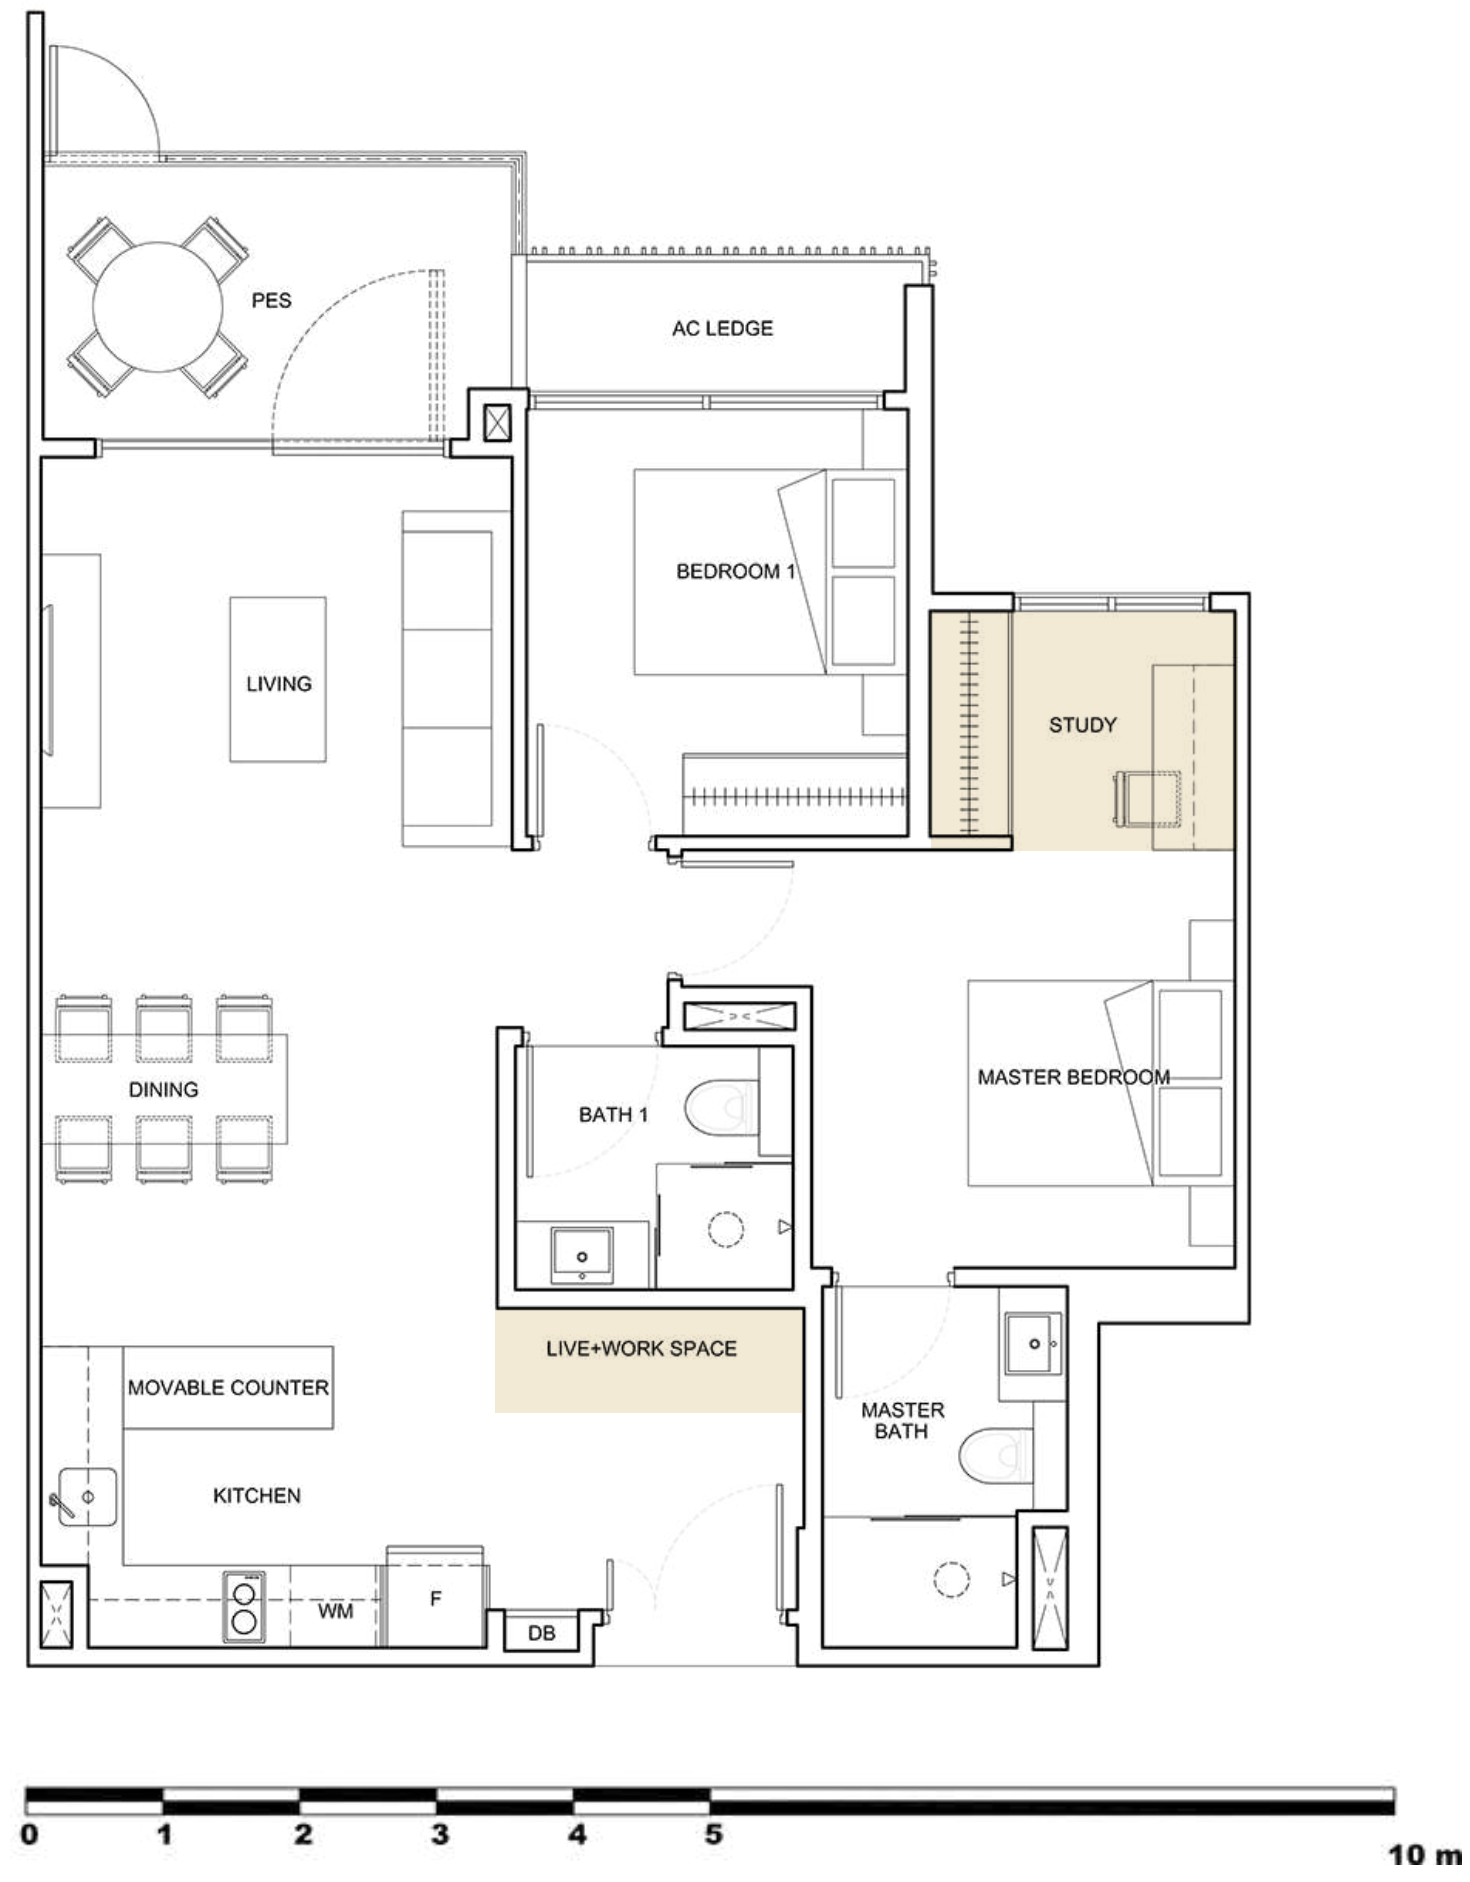 PES
AC LEDGE
BEDROOM 1
LIVING
STUDY
MASTER BEDROOM
DINING
BATH 1
LIVE+WORK SPACE
MOVABLE COUNTER
MASTER
BATH
KITCHEN
F
WM
DB
0 1 2 3 4 5
10 m